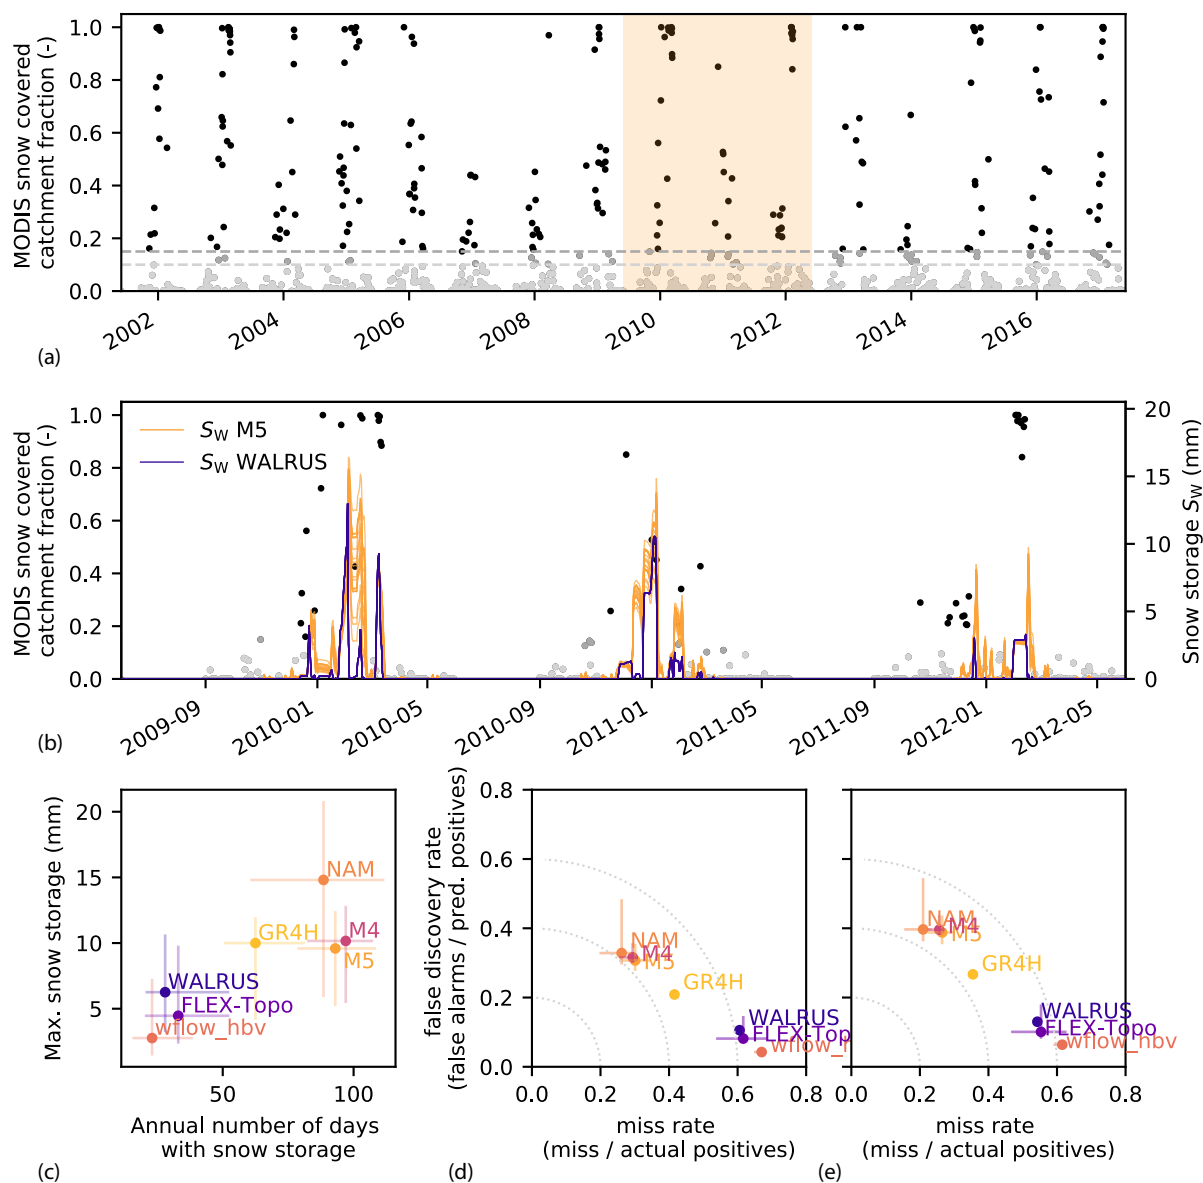 MODIS snow covered
catchment fraction (-)
1.0
0.8
0.6
0.4
0.2
0.0
2002
2004
2006
2008
2010
2012
2014
2016
(a)
MODIS snow covered
catchment fraction (-)
1.0
0.8
0.6
0.4
0.2
0.0
S_W M5
S_W WALRUS
20
15
10
5
0
Snow storage S_W (mm)
2009-09
2010-01
2010-05
2010-09
2011-01
2011-05
2011-09
2012-01
2012-05
(b)
Max. snow storage (mm)
20
15
10
5
NAM
GR4H
M4
M5
WALRUS
FLEX-Topo
wflow_hbv
50
100
Annual number of days
with snow storage
(c)
false discovery rate
(false alarms / pred. positives)
0.8
0.6
0.4
0.2
0.0
NAM
M4
M5
GR4H
WALRUS
FLEX-Top
wflow_
0.0
0.2
0.4
0.6
0.8
miss rate
(miss / actual positives)
(d)
NAM
M4
M5
GR4H
WALRUS
FLEX-Topo
wflow_hbv
0.0
0.2
0.4
0.6
0.8
miss rate
(miss / actual positives)
(e)